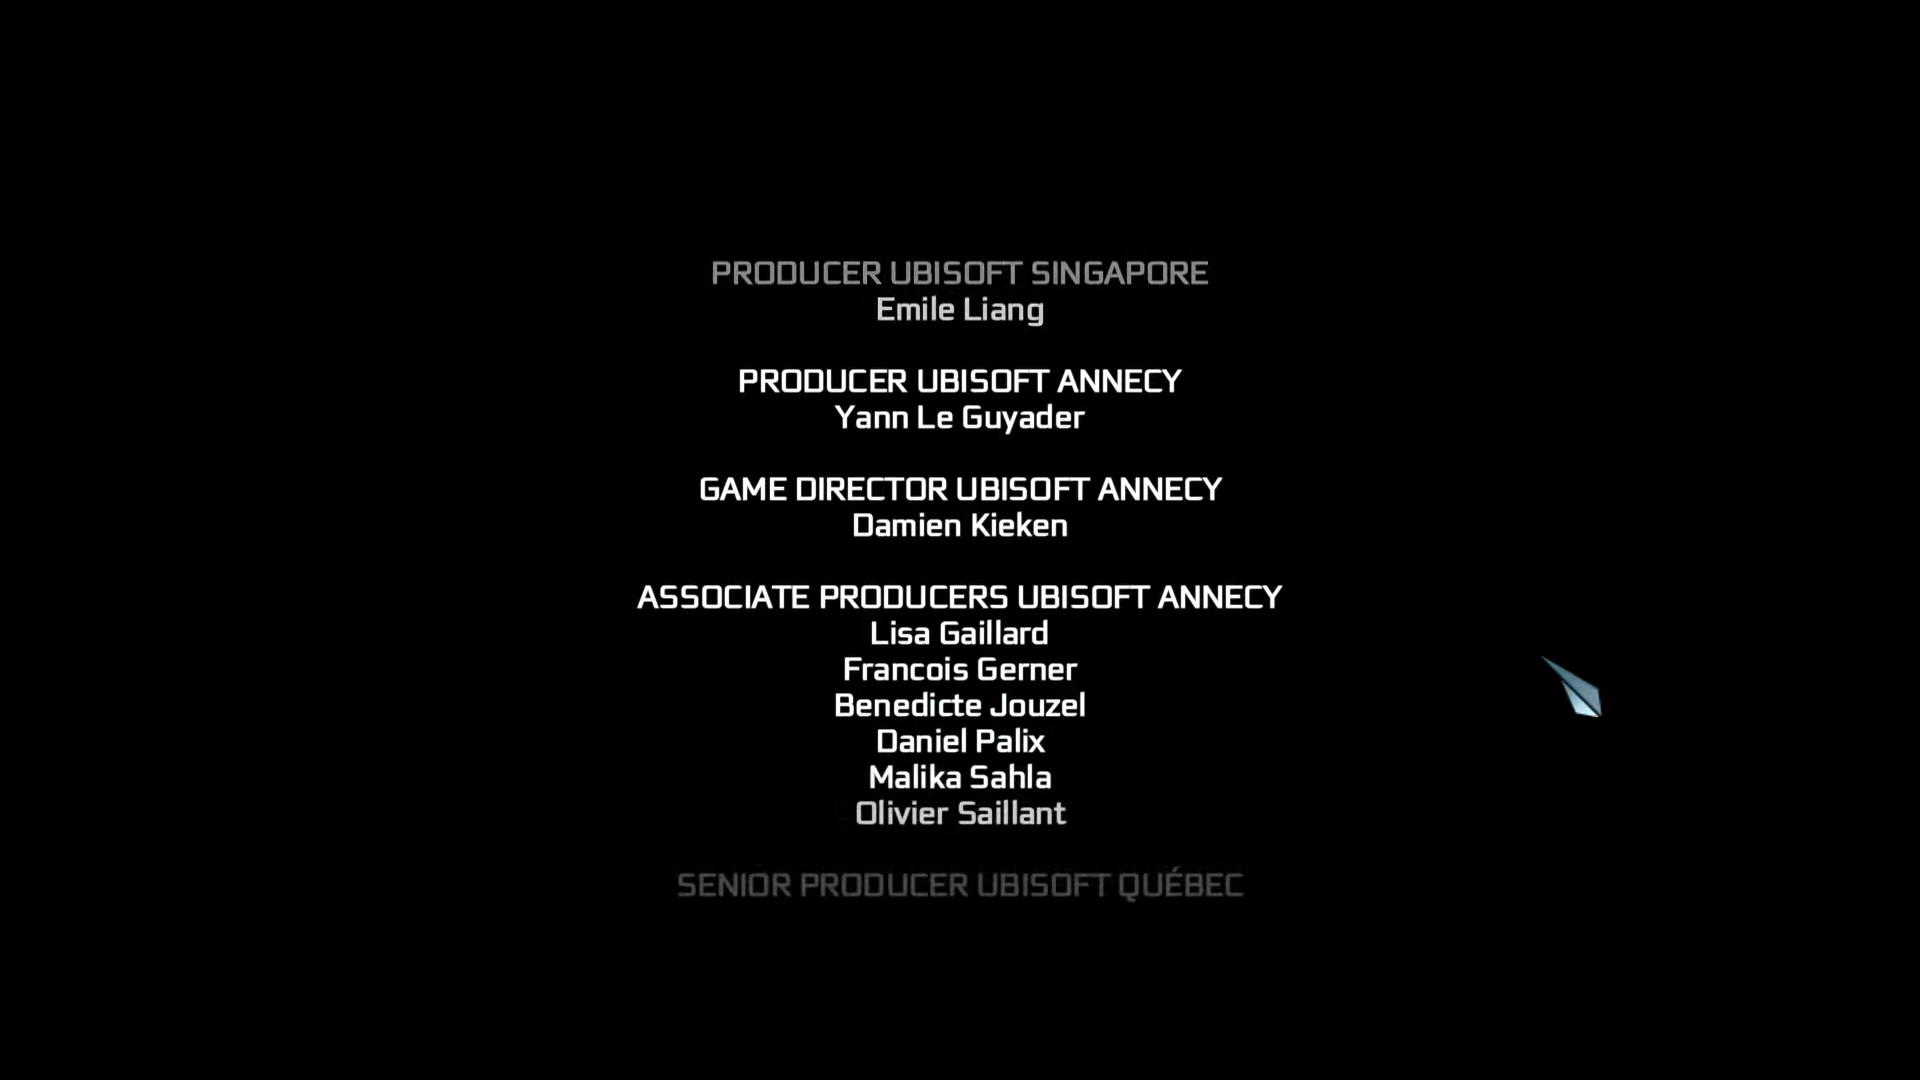 PRODUCER UBISOFT SINGAPORE
Emile Liang
PRODUCER UBISOFT ANNECY
Yann Le Guyader
GAME DIRECTOR UBISOFT ANNECY
Damien Kieken
ASSOCIATE PRODUCERS UBISOFT ANNECY
Lisa Gaillard
Francois Gerner
Benedicte Jouzel
Daniel Palix
Malika Sahla
Olivier Saillant
SENIOR PRODUCER UBISOFT QUÉBEC